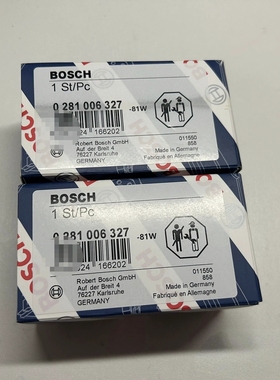 BOSCH
1 St/Pc
0 281 006 327
-81W
24 166202
Robert Bosch GmbH
Auf der Breit 4
76227 Karlsruhe
GERMANY
011550
858
Made in Germany
Fabriqué en Allemagne
BOSCH
1 St/Pc
0 281 006 327
-81W
24 166202
Robert Bosch GmbH
Auf der Breit 4
76227 Karlsruhe
GERMANY
011550
858
Made in Germany
Fabriqué en Allemagne